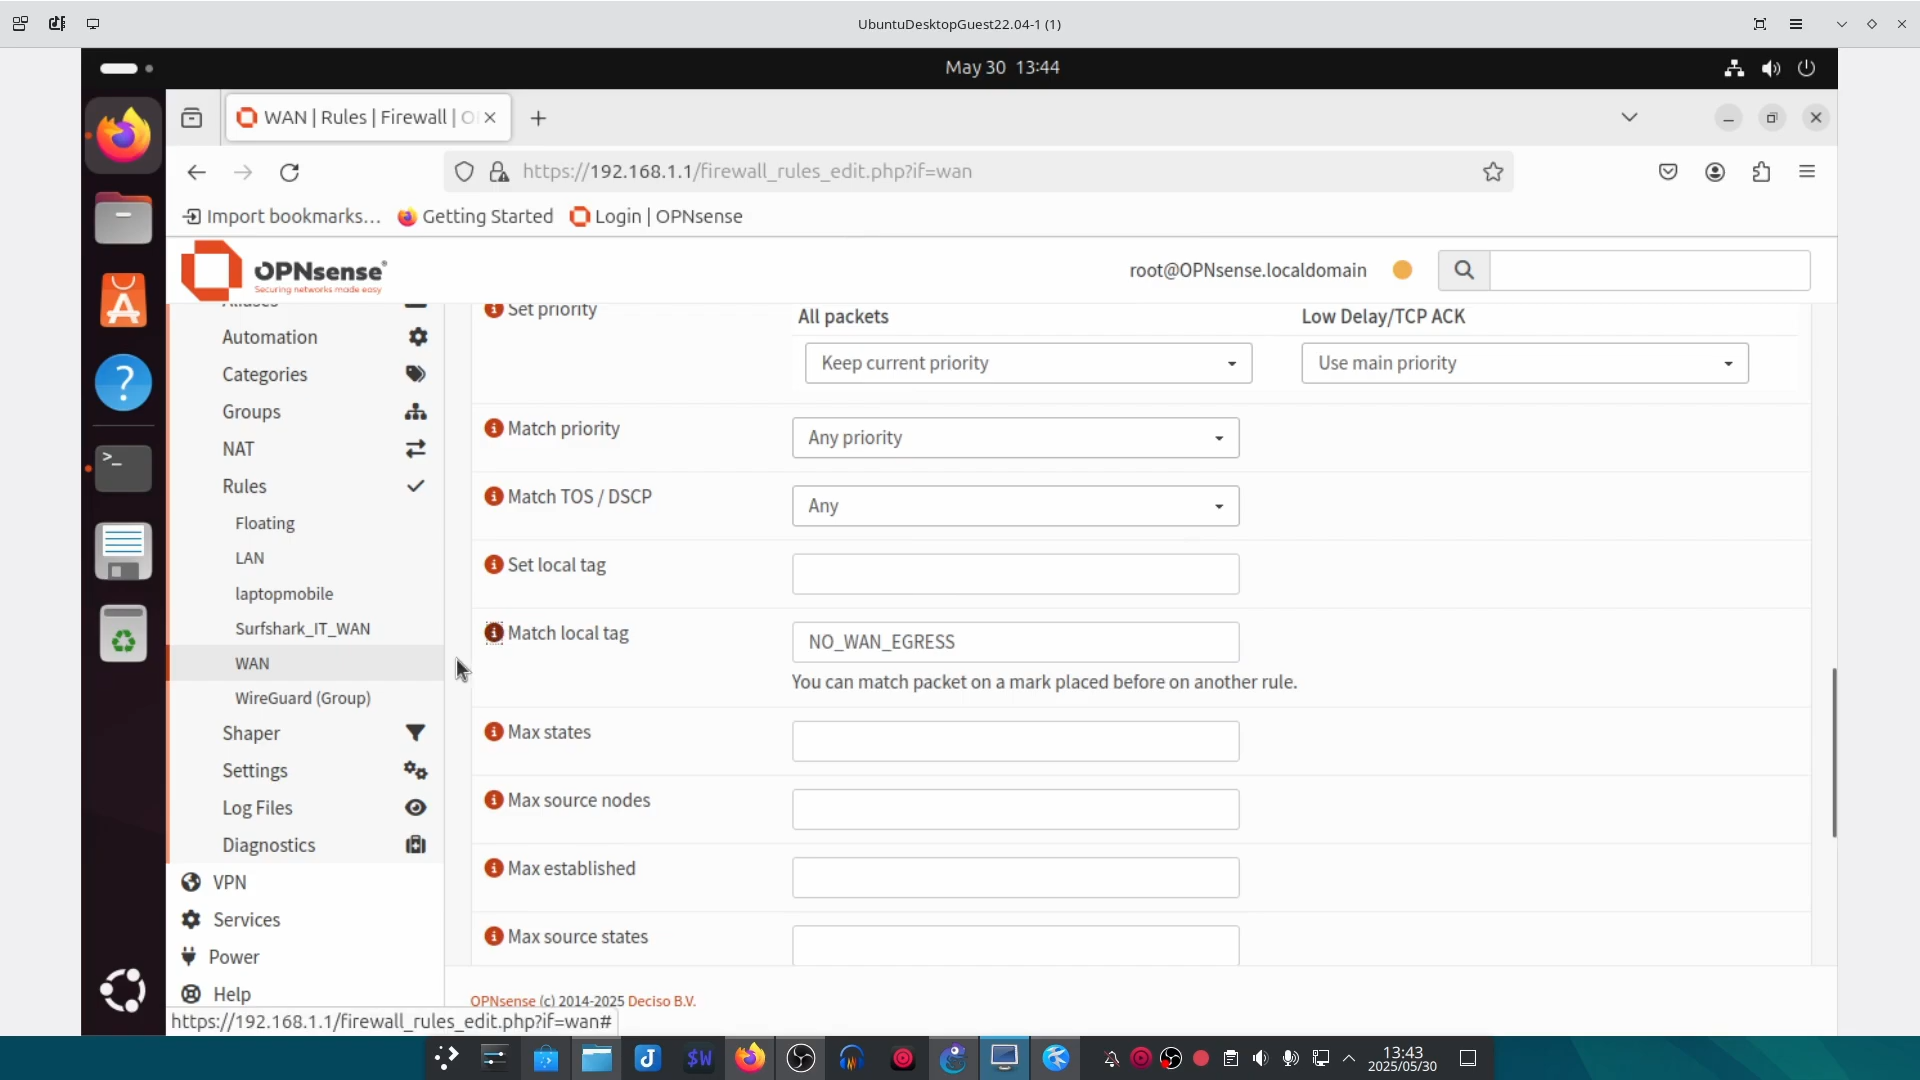 UbuntuDesktopGuest22.04-1 (1)
May 30 13:44
WAN | Rules | Firewall | O
https://192.168.1.1/firewall_rules_edit.php?if=wan
Import bookmarks...
Getting Started
Login | OPNsense
OPNsense
Securing networks made easy
root@OPNsense.localdomain
Aliases
Automation
Categories
Groups
NAT
Rules
Floating
LAN
laptopmobile
Surfshark_IT_WAN
WAN
WireGuard (Group)
Shaper
Settings
Log Files
Diagnostics
VPN
Services
Power
Help
Set priority
All packets
Low Delay/TCP ACK
Keep current priority
Use main priority
Match priority
Any priority
Match TOS / DSCP
Any
Set local tag
Match local tag
NO_WAN_EGRESS
You can match packet on a mark placed before on another rule.
Max states
Max source nodes
Max established
Max source states
OPNsense (c) 2014-2025 Deciso B.V.
https://192.168.1.1/firewall_rules_edit.php?if=wan#
13:43
2025/05/30